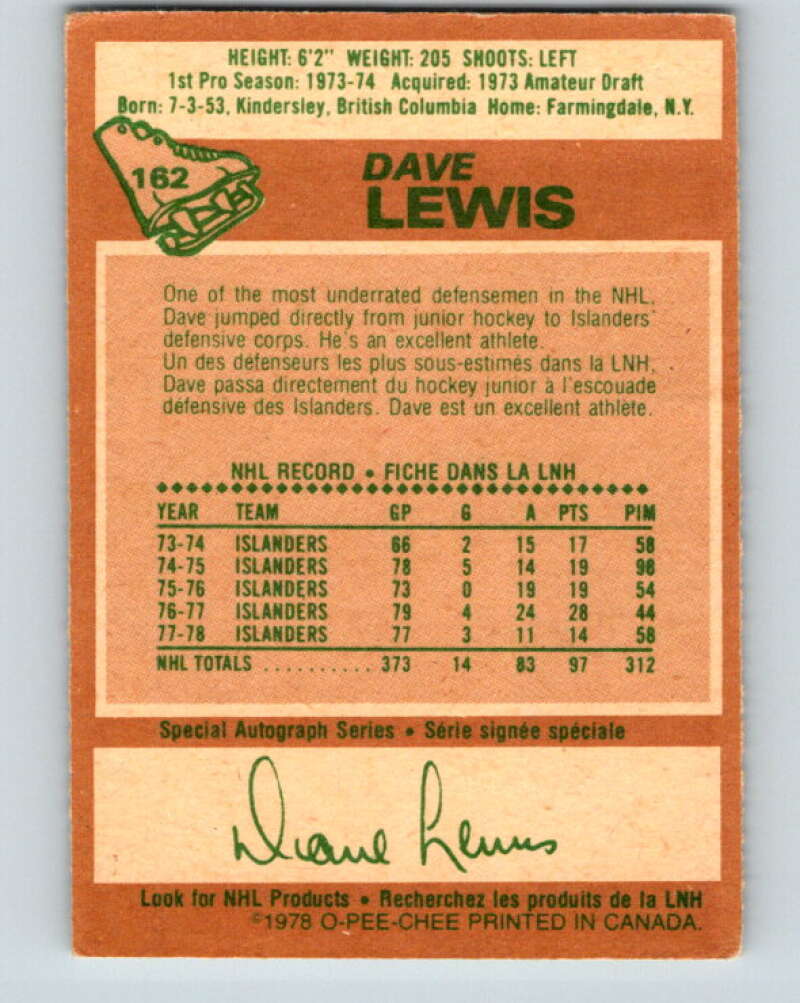 HEIGHT: 6'2" WEIGHT: 205 SHOOTS: LEFT
1st Pro Season: 1973-74 Acquired: 1973 Amateur Draft
Born: 7-3-53, Kindersley, British Columbia Home: Farmingdale, N.Y.
162
DAVE
LEWIS
One of the most underrated defensemen in the NHL,
Dave jumped directly from junior hockey to Islanders'
defensive corps. He's an excellent athlete.
Un des défenseurs les plus sous-estimés dans la LNH,
Dave passa directement du hockey junior à l'escouade
défensive des Islanders. Dave est un excellent athlète.
NHL RECORD • FICHE DANS LA LNH
YEAR TEAM GP G A PTS PIM
73-74 ISLANDERS 66 2 15 17 58
74-75 ISLANDERS 78 5 14 19 98
75-76 ISLANDERS 73 0 19 19 54
76-77 ISLANDERS 79 4 24 28 44
77-78 ISLANDERS 77 3 11 14 58
NHL TOTALS .......... 373 14 83 97 312
Special Autograph Series • Série signée spéciale
Diane Lewis
Look for NHL Products • Recherchez les produits de la LNH
©1978 O-PEE-CHEE PRINTED IN CANADA.